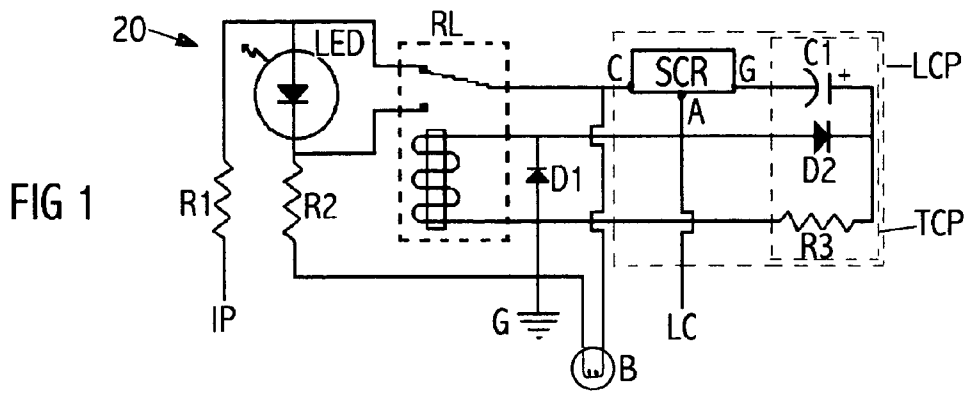 20
LED
RL
C
SCR
G
C1
+
LCP
A
D1
D2
FIG 1
R1
R2
R3
TCP
IP
G
LC
B